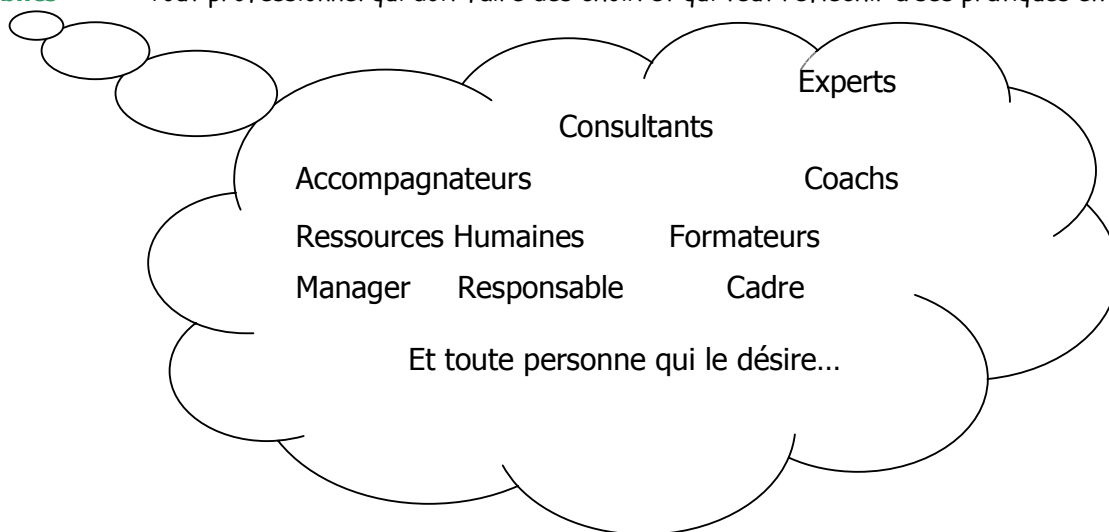 Experts
Consultants
Accompagnateurs Coachs
Ressources Humaines Formateurs
Manager Responsable Cadre
Et toute personne qui le désire...